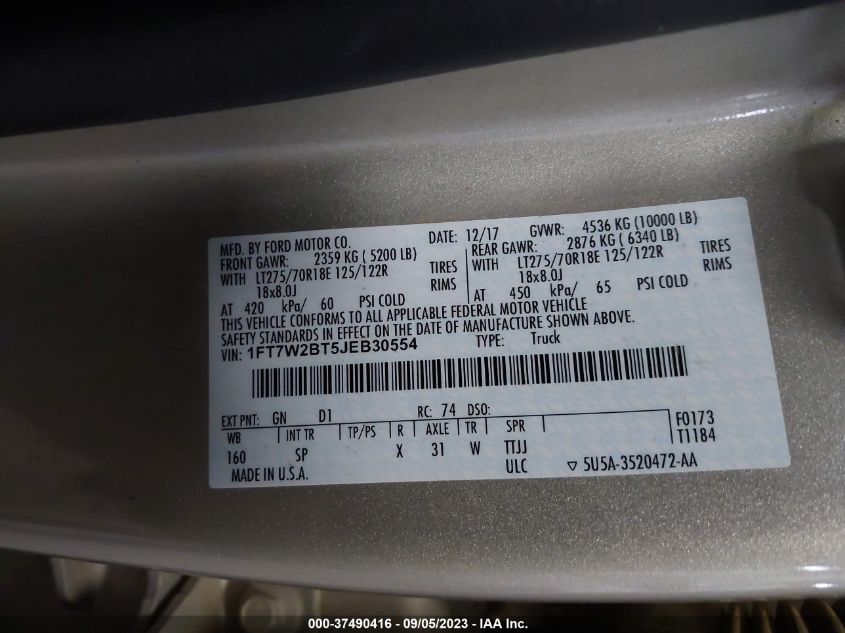 MFD. BY FORD MOTOR CO.
DATE: 12/17 GVWR: 4536 KG (10000 LB)
FRONT GAWR: 2359 KG ( 5200 LB) REAR GAWR: 2876 KG ( 6340 LB)
WITH LT275/70R18E 125/122R TIRES WITH LT275/70R18E 125/122R TIRES
18x8.0J RIMS 18x8.0J RIMS
AT 420 kPa/ 60 PSI COLD AT 450 kPa/ 65 PSI COLD
THIS VEHICLE CONFORMS TO ALL APPLICABLE FEDERAL MOTOR VEHICLE
SAFETY STANDARDS IN EFFECT ON THE DATE OF MANUFACTURE SHOWN ABOVE.
VIN: 1FT7W2BT5JEB30554 TYPE: Truck
EXT PNT: GN D1 RC: 74 DSO: F0173
WB INT TR TP/PS R AXLE TR SPR T1184
160 SP X 31 W TTJJ
MADE IN U.S.A. ULC ▽ 5U5A-3520472-AA
000-37490416 - 09/05/2023 - IAA Inc.